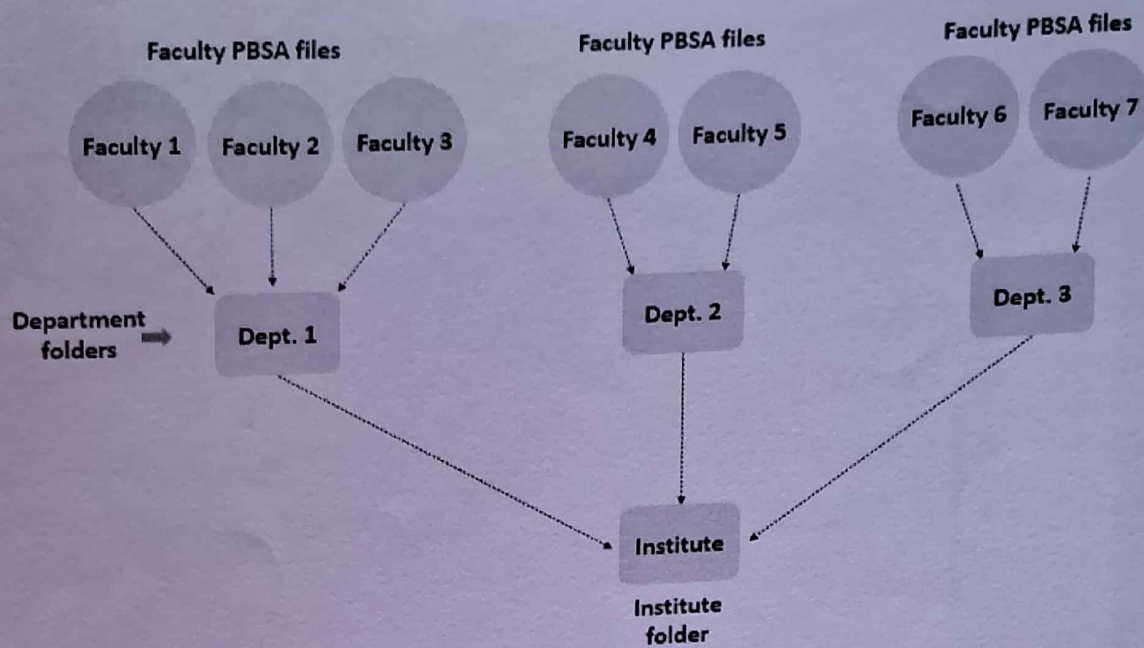 Faculty PBSA files
Faculty PBSA files
Faculty PBSA files
Faculty 1
Faculty 2
Faculty 3
Faculty 4
Faculty 5
Faculty 6
Faculty 7
Department
folders
Dept. 1
Dept. 2
Dept. 3
Institute
Institute
folder